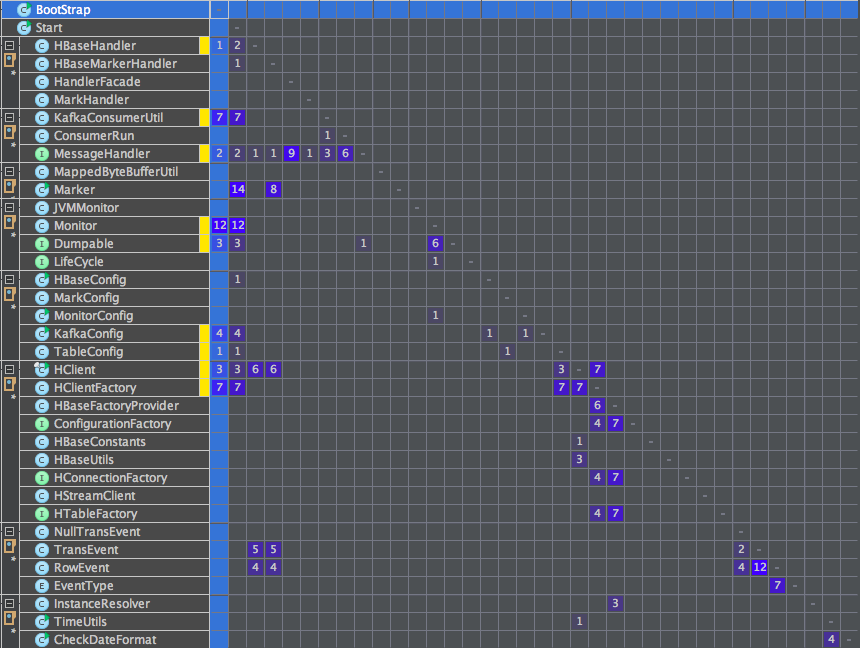 BootStrap -
Start -
HBaseHandler 1 2 -
HBaseMarkerHandler 1 -
HandlerFacade -
MarkHandler -
KafkaConsumerUtil 7 7 -
ConsumerRun 1 -
MessageHandler 2 2 1 1 9 1 3 6 -
MappedByteBufferUtil -
Marker 14 8 -
JVMMonitor -
Monitor 12 12 -
Dumpable 3 3 1 6 -
LifeCycle 1 -
HBaseConfig 1 -
MarkConfig -
MonitorConfig 1 -
KafkaConfig 4 4 1 1 -
TableConfig 1 1 1 -
HClient 3 3 6 6 3 - 7
HClientFactory 7 7 7 7 -
HBaseFactoryProvider 6 -
ConfigurationFactory 4 7 -
HBaseConstants 1 -
HBaseUtils 3 -
HConnectionFactory 4 7 -
HStreamClient -
HTableFactory 4 7 -
NullTransEvent -
TransEvent 5 5 2 -
RowEvent 4 4 4 12 -
EventType 7 -
InstanceResolver 3 -
TimeUtils 1 -
CheckDateFormat 4 -